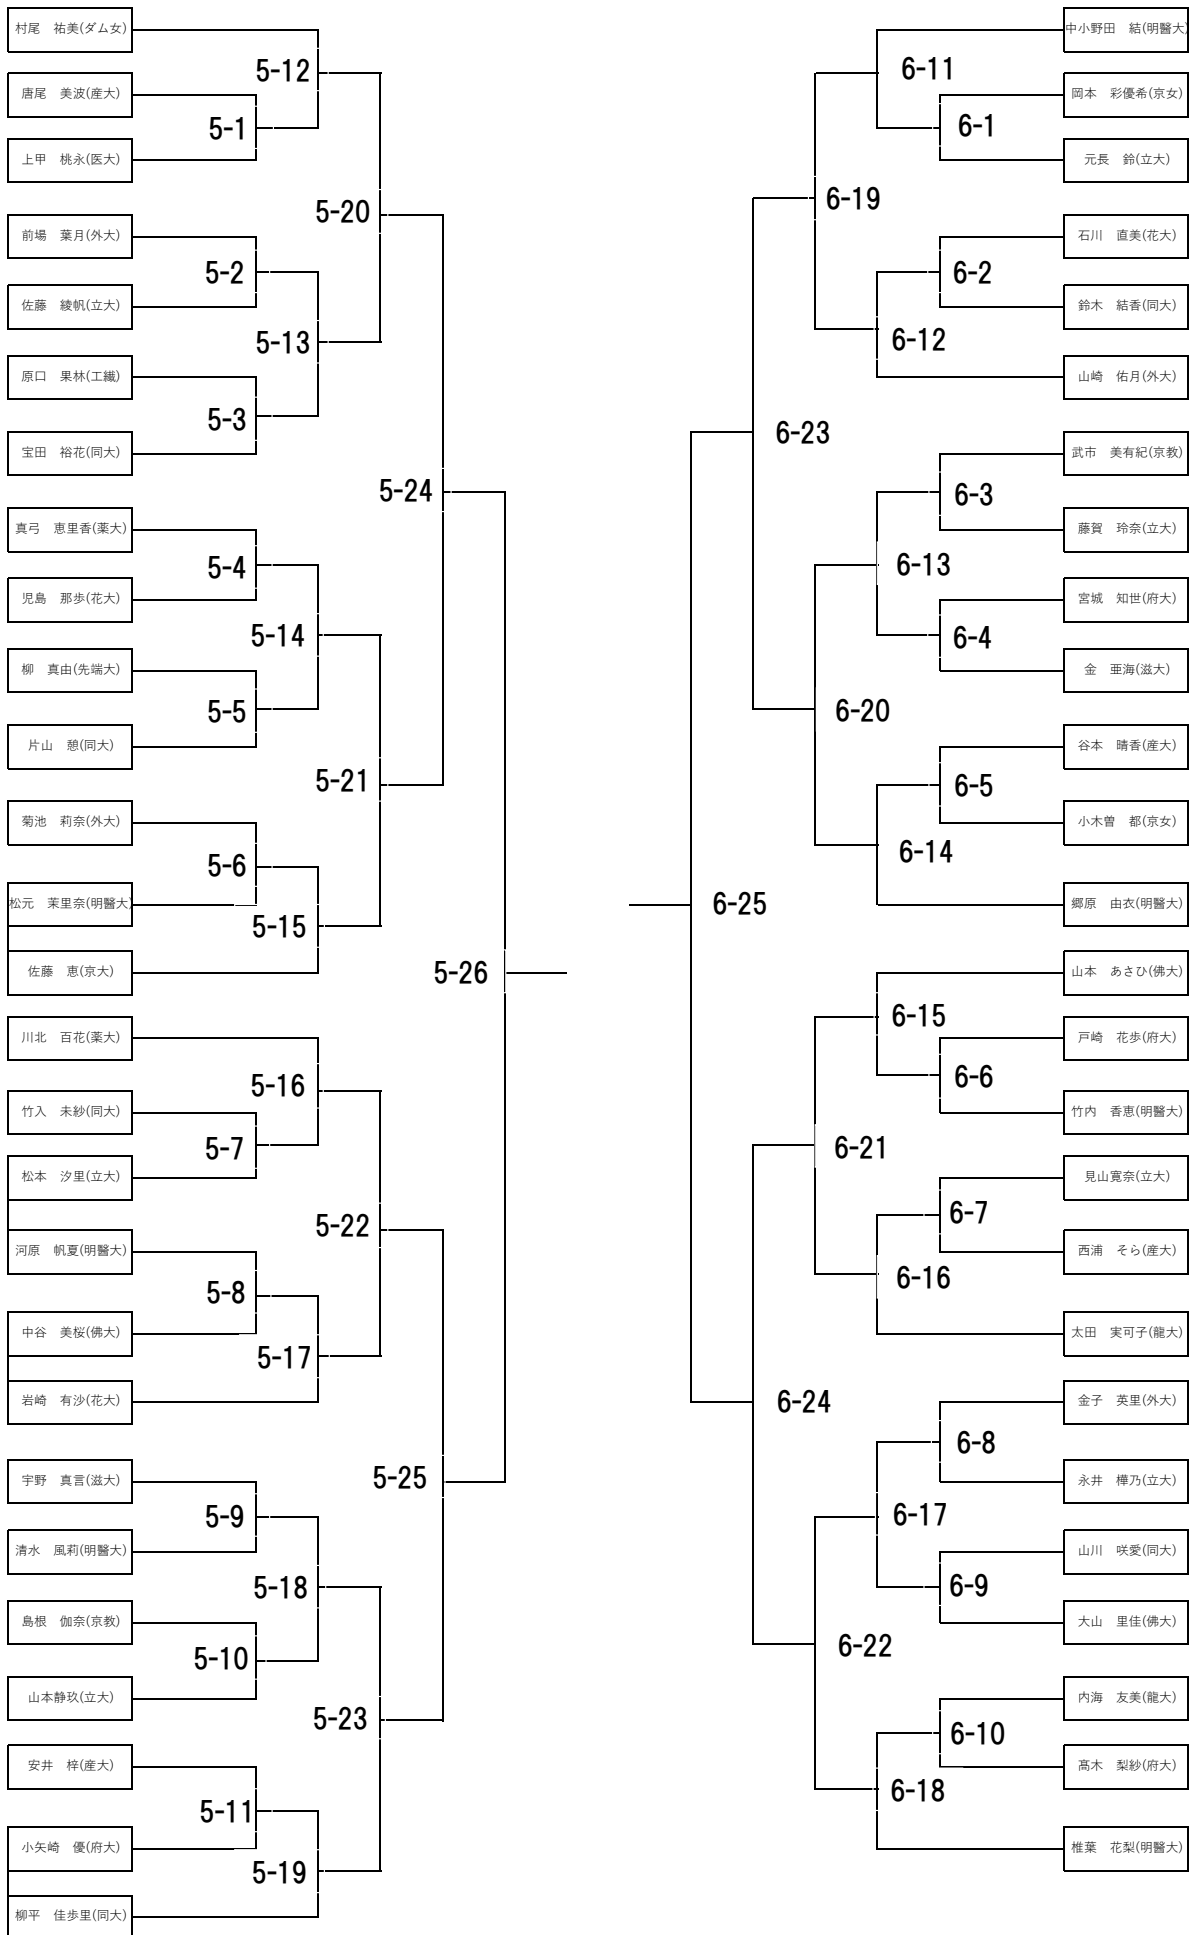 村尾　祐美(ダム女)
唐尾　美波(産大)
上甲　桃永(医大)
前場　葉月(外大)
佐藤　綾帆(立大)
原口　果林(工繊)
宝田　裕花(同大)
真弓　恵里香(薬大)
児島　那歩(花大)
柳　真由(先端大)
片山　憩(同大)
菊池　莉奈(外大)
松元　茉里奈(明醫大)
佐藤　恵(京大)
川北　百花(薬大)
竹入　未紗(同大)
松本　汐里(立大)
河原　帆夏(明醫大)
中谷　美桜(佛大)
岩崎　有沙(花大)
宇野　真言(滋大)
清水　風莉(明醫大)
島根　伽奈(京教)
山本静玖(立大)
安井　梓(産大)
小矢崎　優(府大)
柳平　佳歩里(同大)
5-1
5-2
5-3
5-4
5-5
5-6
5-7
5-8
5-9
5-10
5-11
5-12
5-13
5-14
5-15
5-16
5-17
5-18
5-19
5-20
5-21
5-22
5-23
5-24
5-25
5-26
6-25
6-23
6-24
6-19
6-20
6-21
6-22
6-11
6-12
6-13
6-14
6-15
6-16
6-17
6-18
6-1
6-2
6-3
6-4
6-5
6-6
6-7
6-8
6-9
6-10
中小野田　結(明醫大)
岡本　彩優希(京女)
元長　鈴(立大)
石川　直美(花大)
鈴木　結香(同大)
山崎　佑月(外大)
武市　美有紀(京教)
藤賀　玲奈(立大)
宮城　知世(府大)
金　亜海(滋大)
谷本　晴香(産大)
小木曽　都(京女)
郷原　由衣(明醫大)
山本　あさひ(佛大)
戸崎　花歩(府大)
竹内　香恵(明醫大)
見山寛奈(立大)
西浦　そら(産大)
太田　実可子(龍大)
金子　英里(外大)
永井　樺乃(立大)
山川　咲愛(同大)
大山　里佳(佛大)
内海　友美(龍大)
髙木　梨紗(府大)
椎葉　花梨(明醫大)